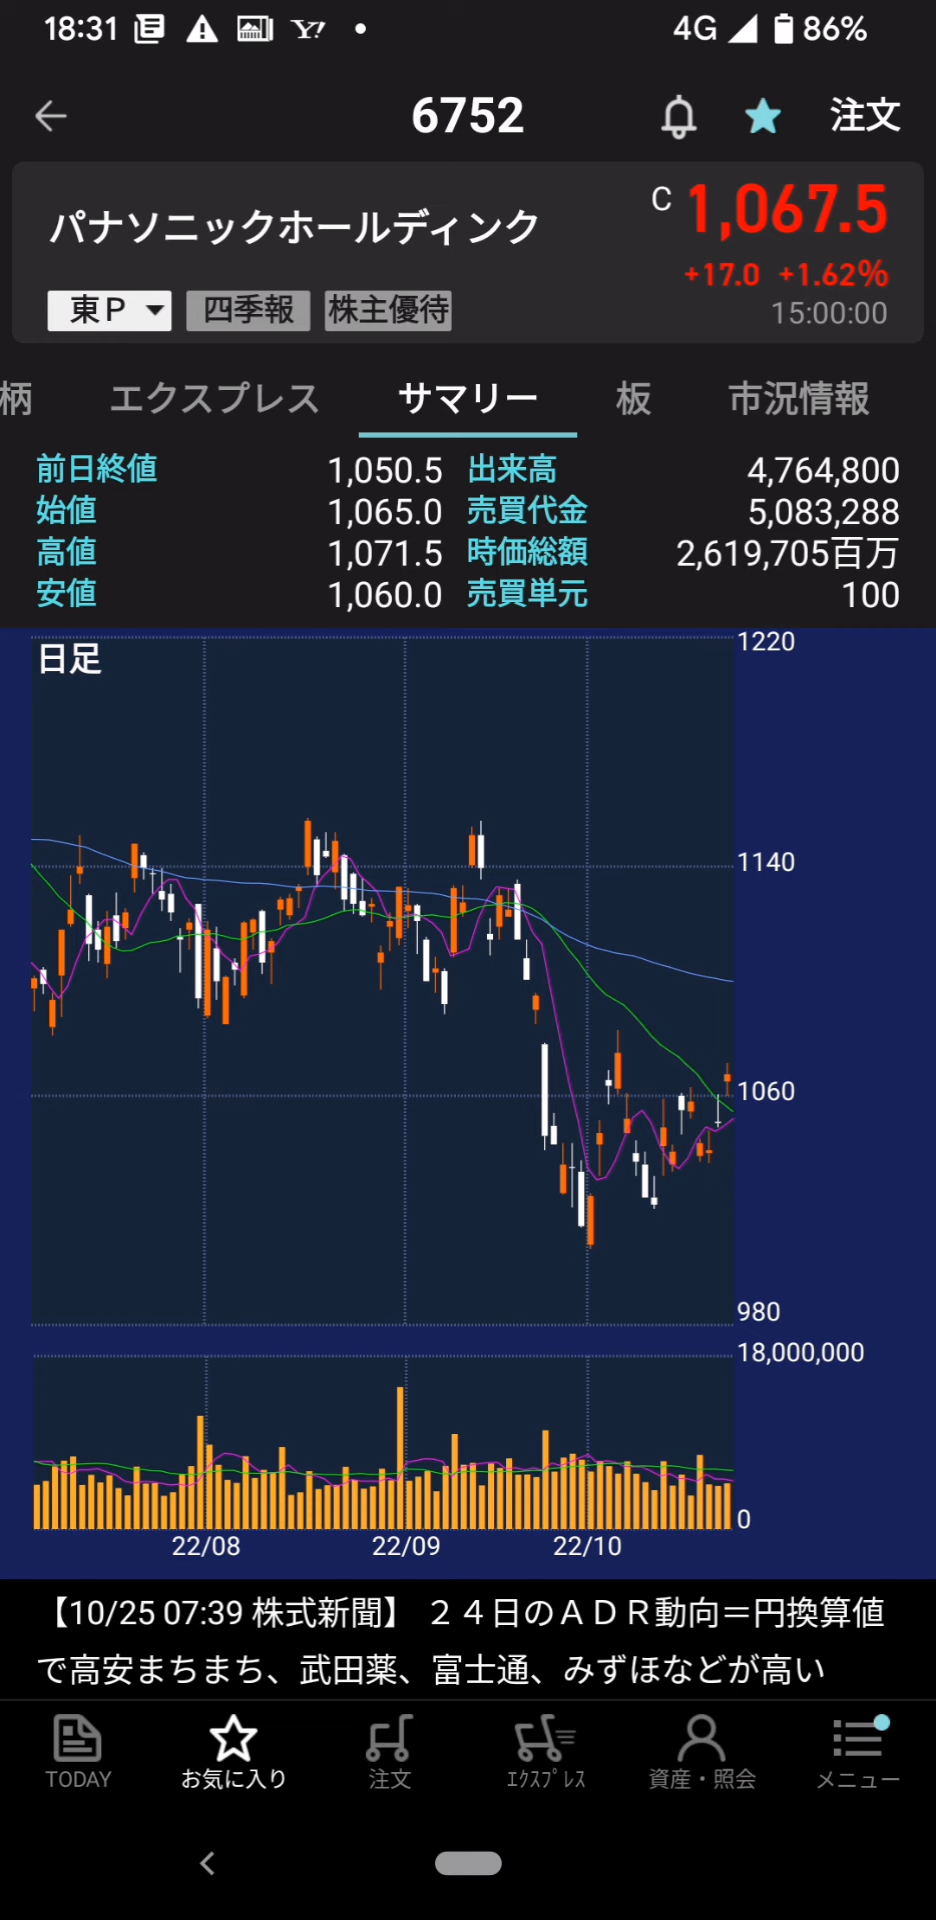 18:31 Y! 4G 86%
6752 注文
パナソニックホールディンク
C 1,067.5
+17.0 +1.62%
東P 四季報 株主優待 15:00:00
柄 エクスプレス サマリー 板 市況情報
前日終値 1,050.5 出来高 4,764,800
始値 1,065.0 売買代金 5,083,288
高値 1,071.5 時価総額 2,619,705百万
安値 1,060.0 売買単元 100
日足
1220
1140
1060
980
18,000,000
0
22/08 22/09 22/10
【10/25 07:39 株式新聞】 24日のADR動向=円換算値
で高安まちまち、武田薬、富士通、みずほなどが高い
TODAY お気に入り 注文 ｴｸｽﾌﾟﾚｽ 資産・照会 メニュー